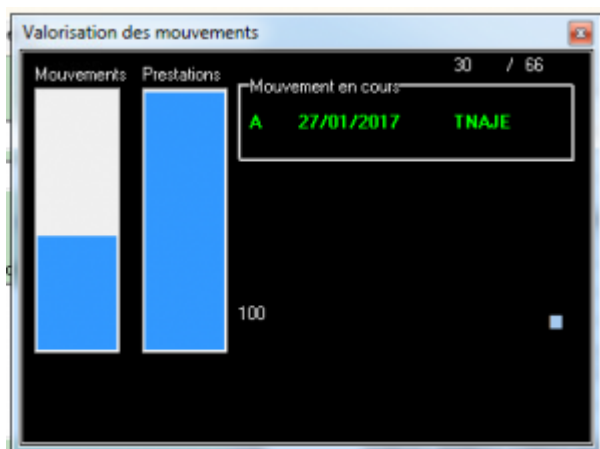 Valorisation des mouvements
30 / 66
Mouvements Prestations
Mouvement en cours
A 27/01/2017 TNAJE
100